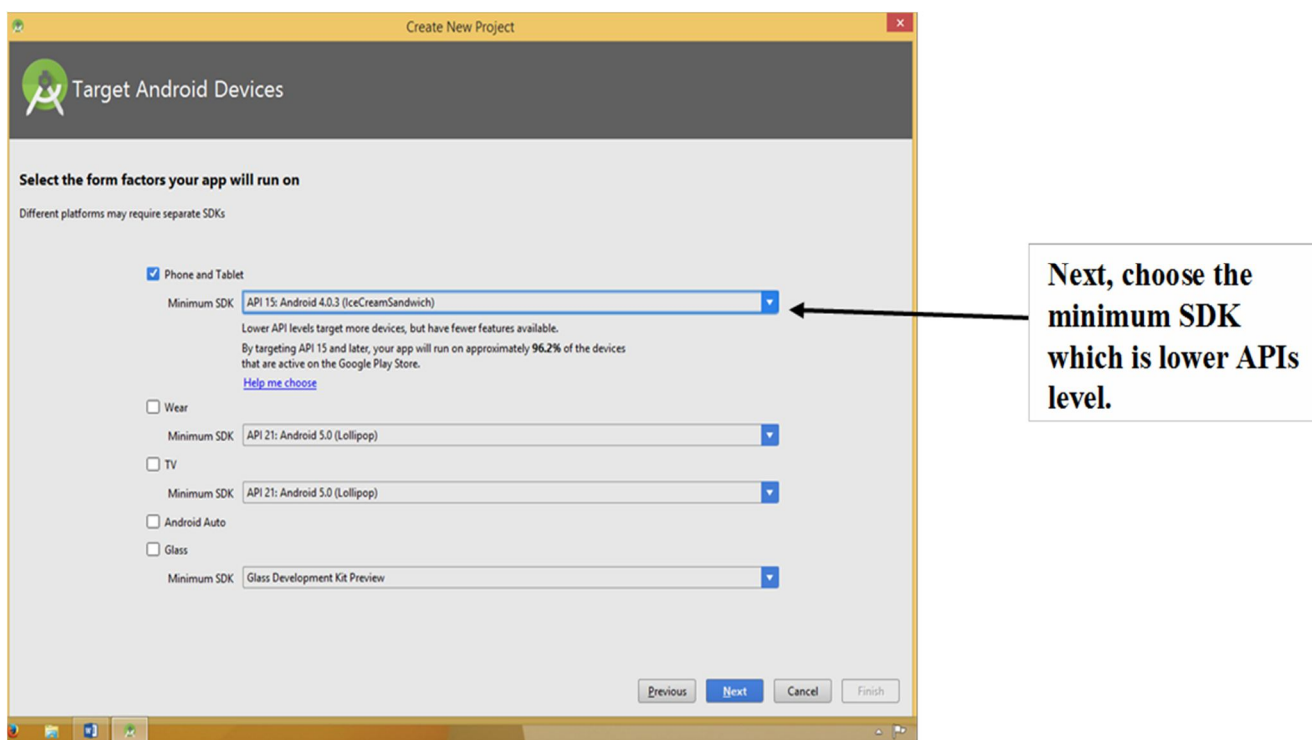 Create New Project
Target Android Devices
Select the form factors your app will run on
Different platforms may require separate SDKs
Phone and Tablet
Minimum SDK API 15: Android 4.0.3 (IceCreamSandwich)
Lower API levels target more devices, but have fewer features available.
By targeting API 15 and later, your app will run on approximately 96.2% of the devices
that are active on the Google Play Store.
Help me choose
Wear
Minimum SDK API 21: Android 5.0 (Lollipop)
TV
Minimum SDK API 21: Android 5.0 (Lollipop)
Android Auto
Glass
Minimum SDK Glass Development Kit Preview
Previous Next Cancel Finish
Next, choose the
minimum SDK
which is lower APIs
level.